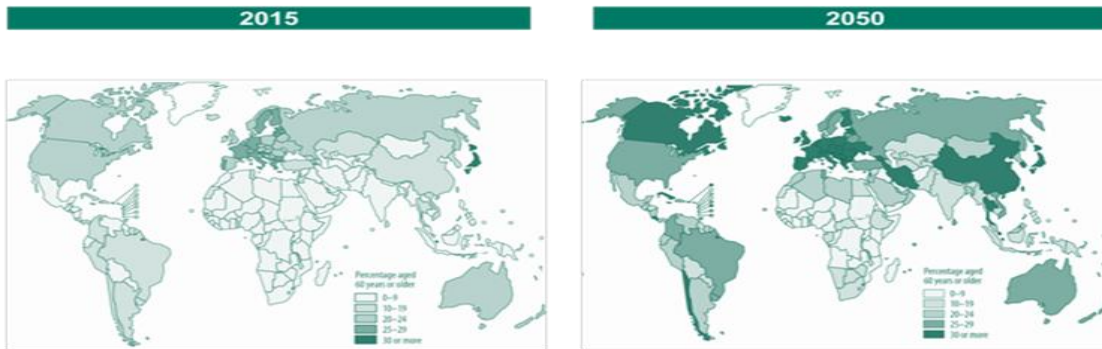 2015
2050
Percentage aged
60 years or older
0–9
10–19
20–24
25–29
30 or more
Percentage aged
60 years or older
0–9
10–19
20–24
25–29
30 or more